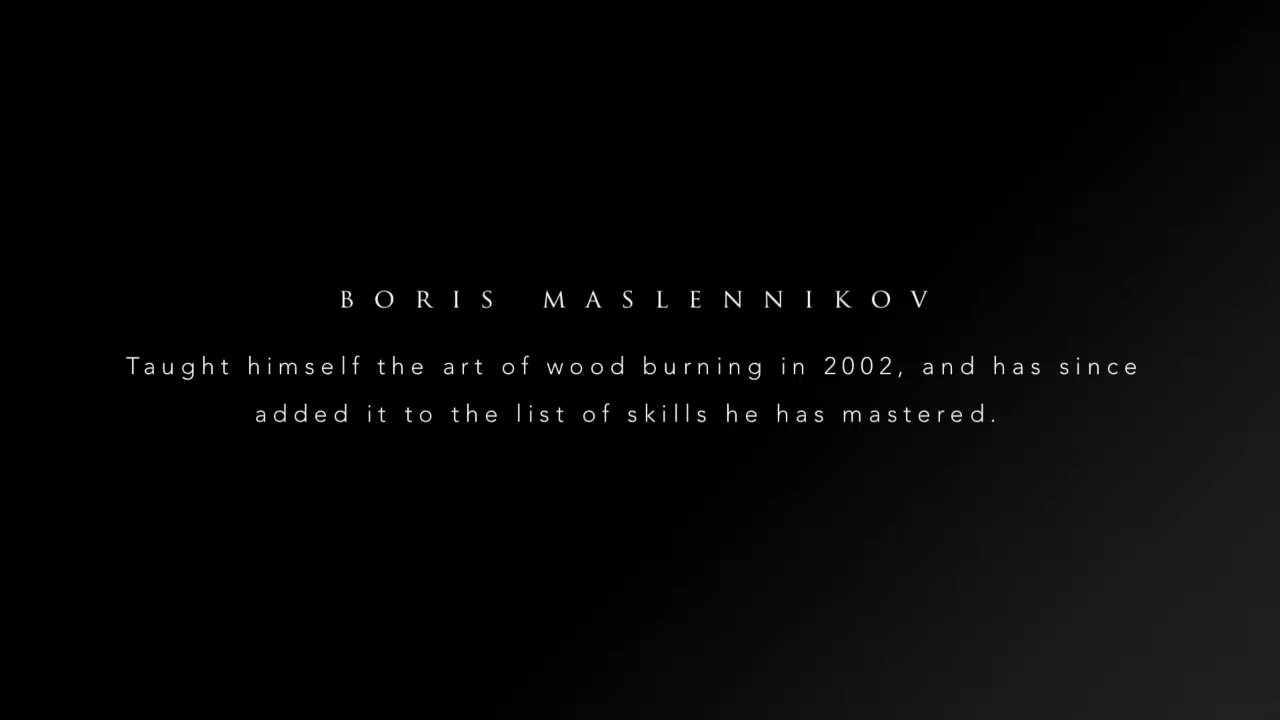 BORIS MASLENNIKOV
Taught himself the art of wood burning in 2002, and has since
added it to the list of skills he has mastered.